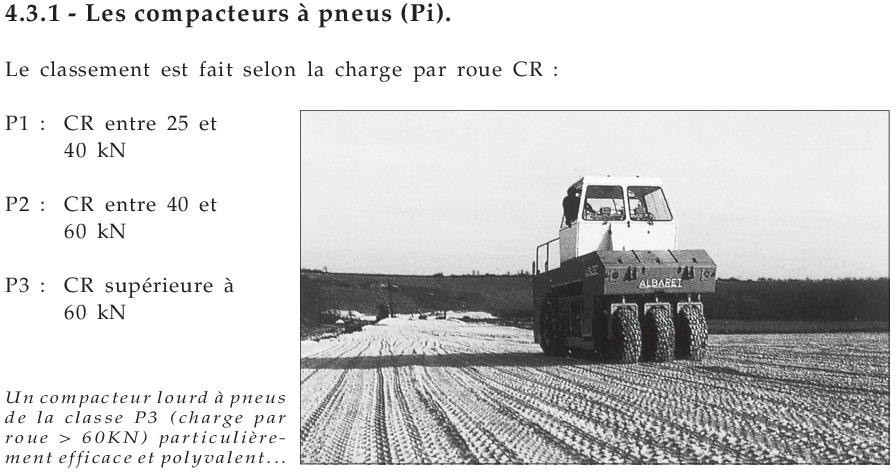 4.3.1 - Les compacteurs à pneus (Pi).
Le classement est fait selon la charge par roue CR :
P1 : CR entre 25 et
40 kN
P2 : CR entre 40 et
60 kN
P3 : CR supérieure à
60 kN
ALBARET
Un compacteur lourd à pneus
de la classe P3 (charge par
roue > 60KN) particulière-
ment efficace et polyvalent...